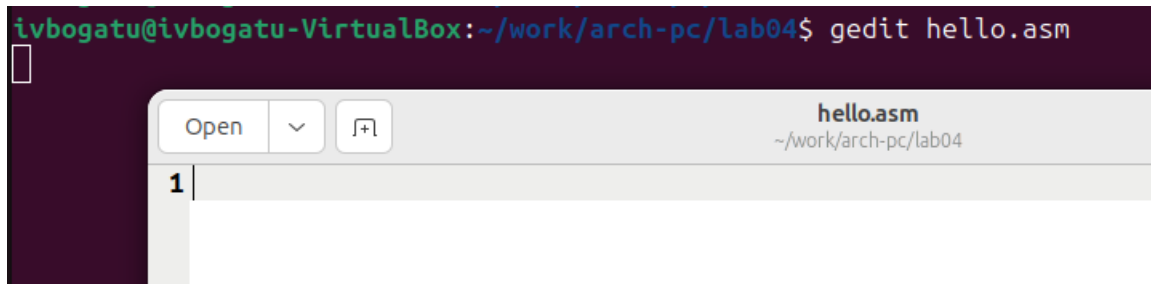 ivbogatu@ivbogatu-VirtualBox:~/work/arch-pc/lab04$ gedit hello.asm
Open
hello.asm
~/work/arch-pc/lab04
1